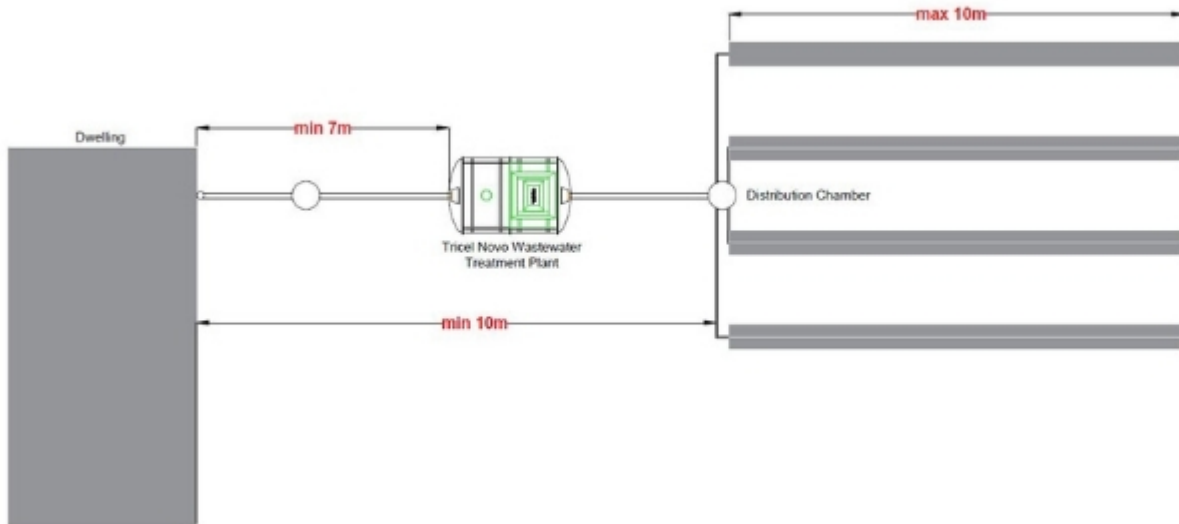 max 10m
Dwelling
min 7m
Distribution Chamber
Tricel Novo Wastewater
Treatment Plant
min 10m